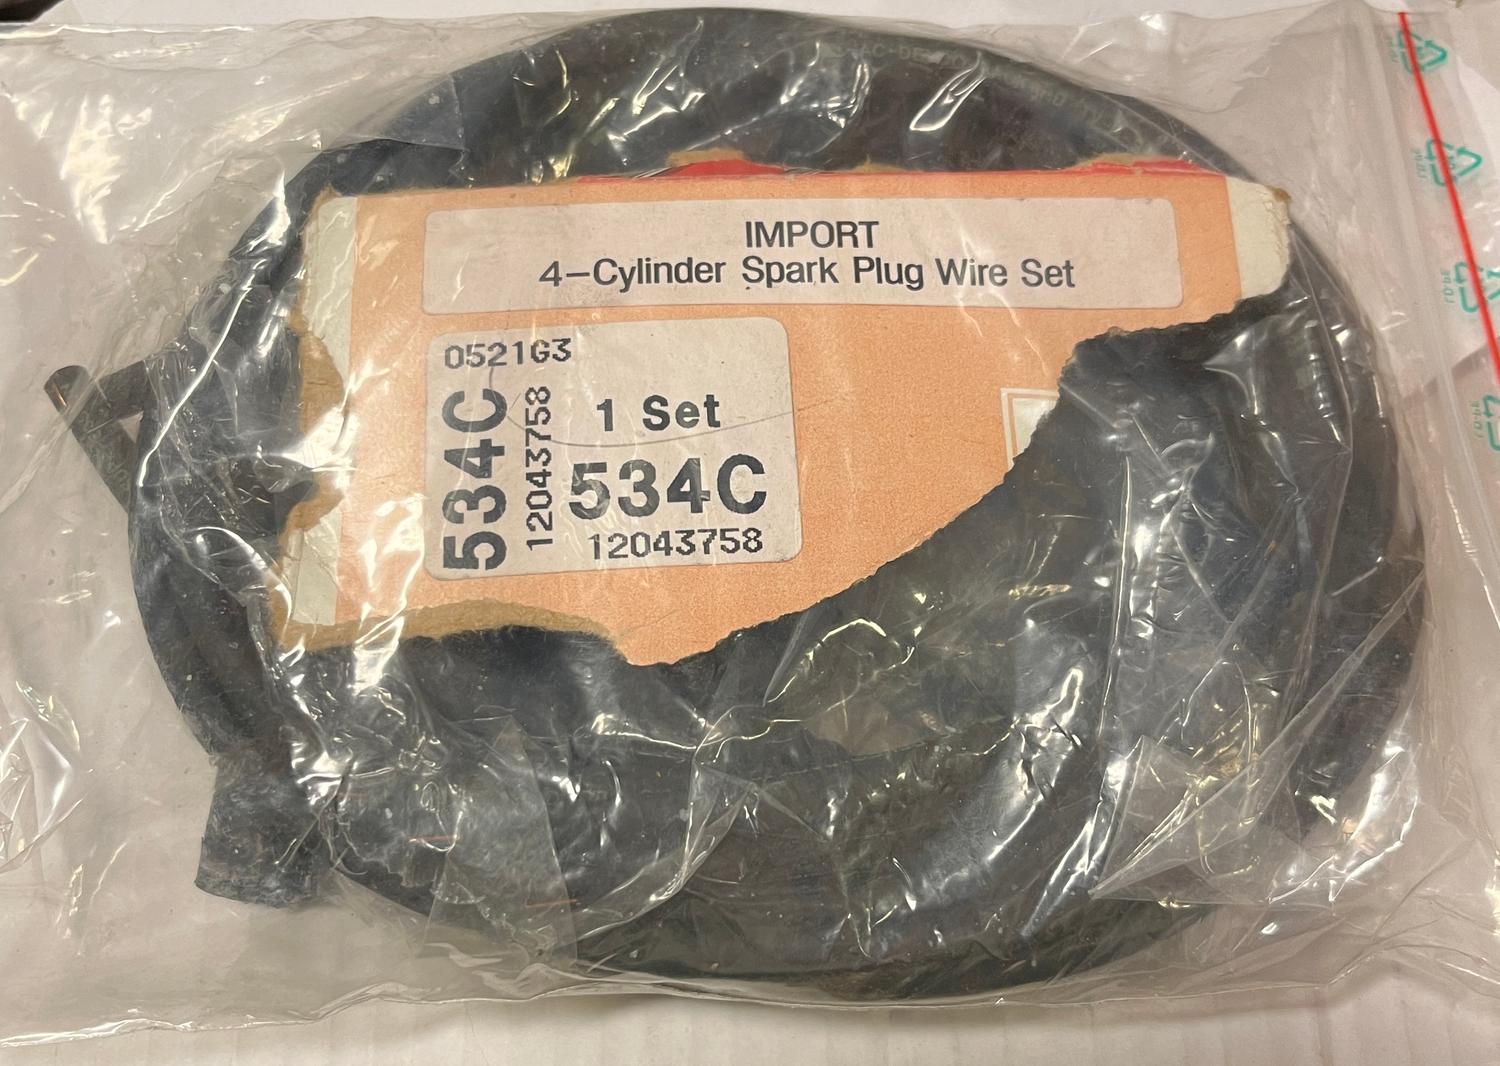 IMPORT
4-Cylinder Spark Plug Wire Set
0521G3
534C
12043758
1 Set
534C
12043758